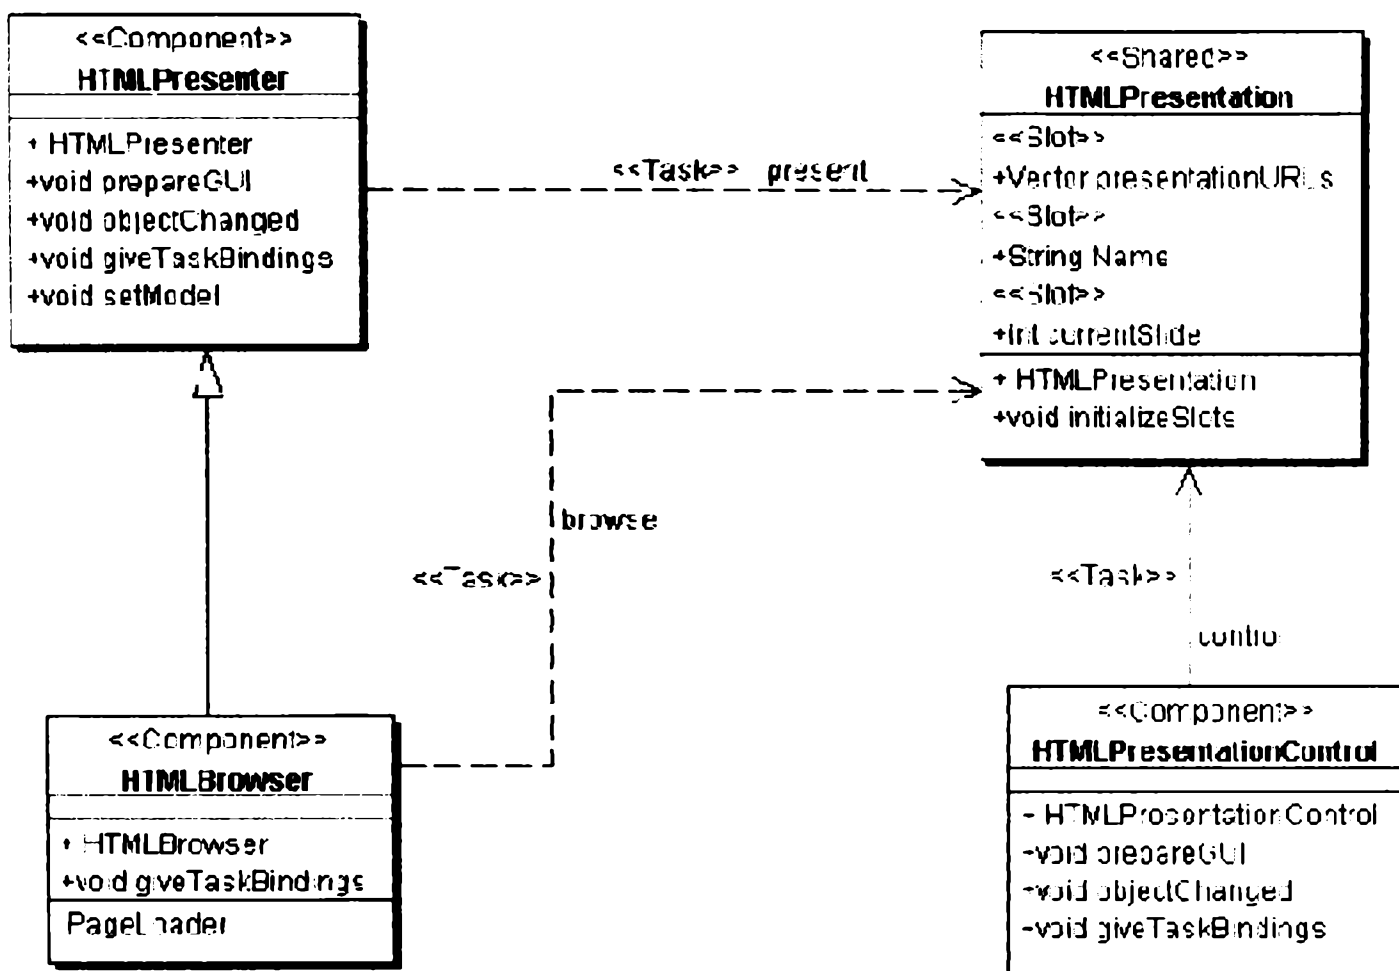 <<Component>>
HTMLPresenter
+ HTMLPresenter
+void prepareGUI
+void objectChanged
+void giveTaskBindings
+void setModel
<<Task>> present
<<Shared>>
HTMLPresentation
<<Slot>>
+Vector presentationURLs
<<Slot>>
+String Name
<<Slot>>
+Int currentSlide
+ HTMLPresentation
+void initializeSlots
browse
<<Task>>
<<Task>>
control
<<Component>>
HTMLBrowser
+ HTMLBrowser
+void giveTaskBindings
PageLoader
<<Component>>
HTMLPresentationControl
- HTMLPresentationControl
-void prepareGUI
-void objectChanged
-void giveTaskBindings